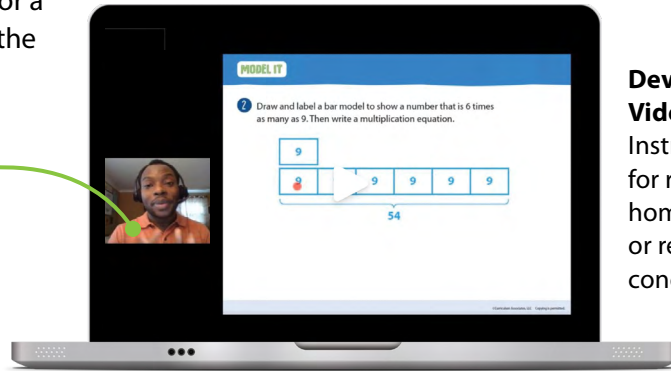 or a
the
MODEL IT
2 Draw and label a bar model to show a number that is 6 times
as many as 9. Then write a multiplication equation.
9
9 9 9 9 9
54
Dev
Vide
Inst
for r
hom
or re
conc